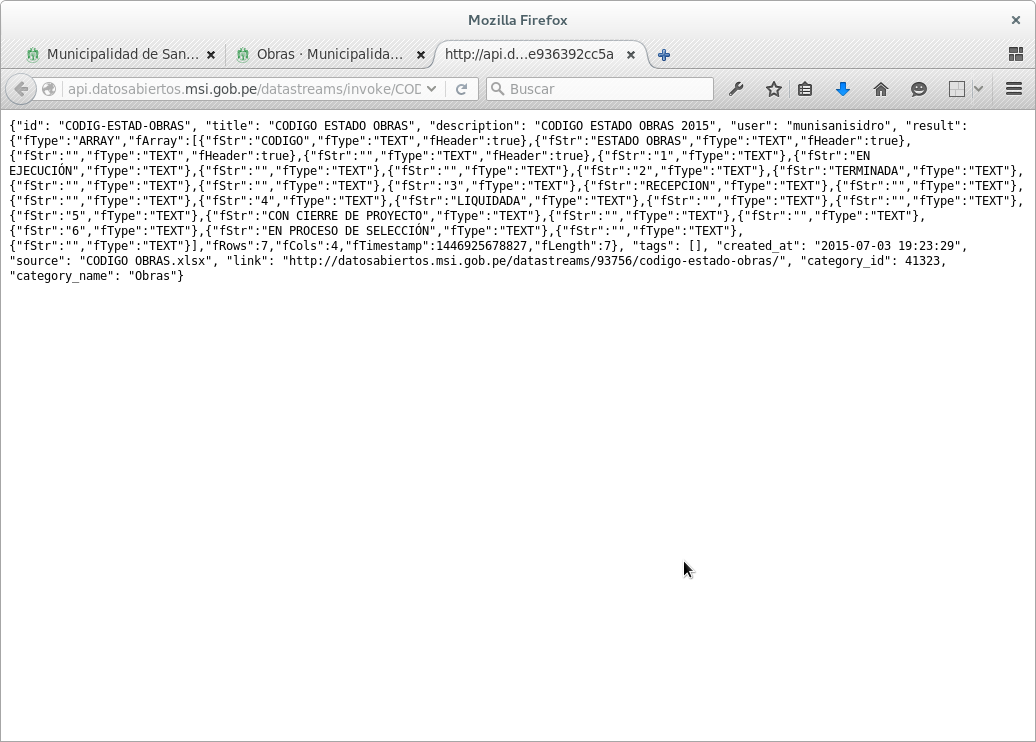 Mozilla Firefox
Municipalidad de San...
Obras · Municipalida...
http://api.d...e936392cc5a
api.datosabiertos.msi.gob.pe/datastreams/invoke/COD
Buscar
{"id": "CODIG-ESTAD-OBRAS", "title": "CODIGO ESTADO OBRAS", "description": "CODIGO ESTADO OBRAS 2015", "user": "munisanisidro", "result":
{"fType":"ARRAY","fArray":[{"fStr":"CODIGO","fType":"TEXT","fHeader":true},{"fStr":"ESTADO OBRAS","fType":"TEXT","fHeader":true},
{"fStr":"","fType":"TEXT","fHeader":true},{"fStr":"","fType":"TEXT","fHeader":true},{"fStr":"1","fType":"TEXT"},{"fStr":"EN
EJECUCIÓN","fType":"TEXT"},{"fStr":"","fType":"TEXT"},{"fStr":"","fType":"TEXT"},{"fStr":"2","fType":"TEXT"},{"fStr":"TERMINADA","fType":"TEXT"},
{"fStr":"","fType":"TEXT"},{"fStr":"","fType":"TEXT"},{"fStr":"3","fType":"TEXT"},{"fStr":"RECEPCION","fType":"TEXT"},{"fStr":"","fType":"TEXT"},
{"fStr":"","fType":"TEXT"},{"fStr":"4","fType":"TEXT"},{"fStr":"LIQUIDADA","fType":"TEXT"},{"fStr":"","fType":"TEXT"},{"fStr":"","fType":"TEXT"},
{"fStr":"5","fType":"TEXT"},{"fStr":"CON CIERRE DE PROYECTO","fType":"TEXT"},{"fStr":"","fType":"TEXT"},{"fStr":"","fType":"TEXT"},
{"fStr":"6","fType":"TEXT"},{"fStr":"EN PROCESO DE SELECCIÓN","fType":"TEXT"},{"fStr":"","fType":"TEXT"},
{"fStr":"","fType":"TEXT"}],"fRows":7,"fCols":4,"fTimestamp":1446925678827,"fLength":7}, "tags": [], "created_at": "2015-07-03 19:23:29",
"source": "CODIGO OBRAS.xlsx", "link": "http://datosabiertos.msi.gob.pe/datastreams/93756/codigo-estado-obras/", "category_id": 41323,
"category_name": "Obras"}